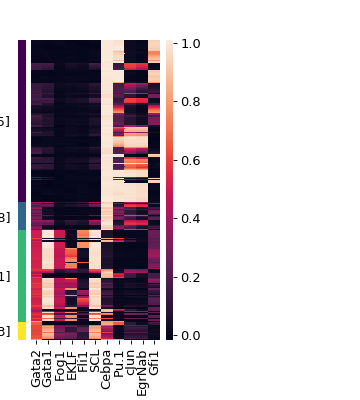 1.0
0.8
0.6
0.4
0.2
0.0
5]
8]
1]
3]
Gata2
Gata1
Fog1
EKLF
Fli1
SCL
Cebpa
Pu.1
cJun
EgrNab
Gfi1